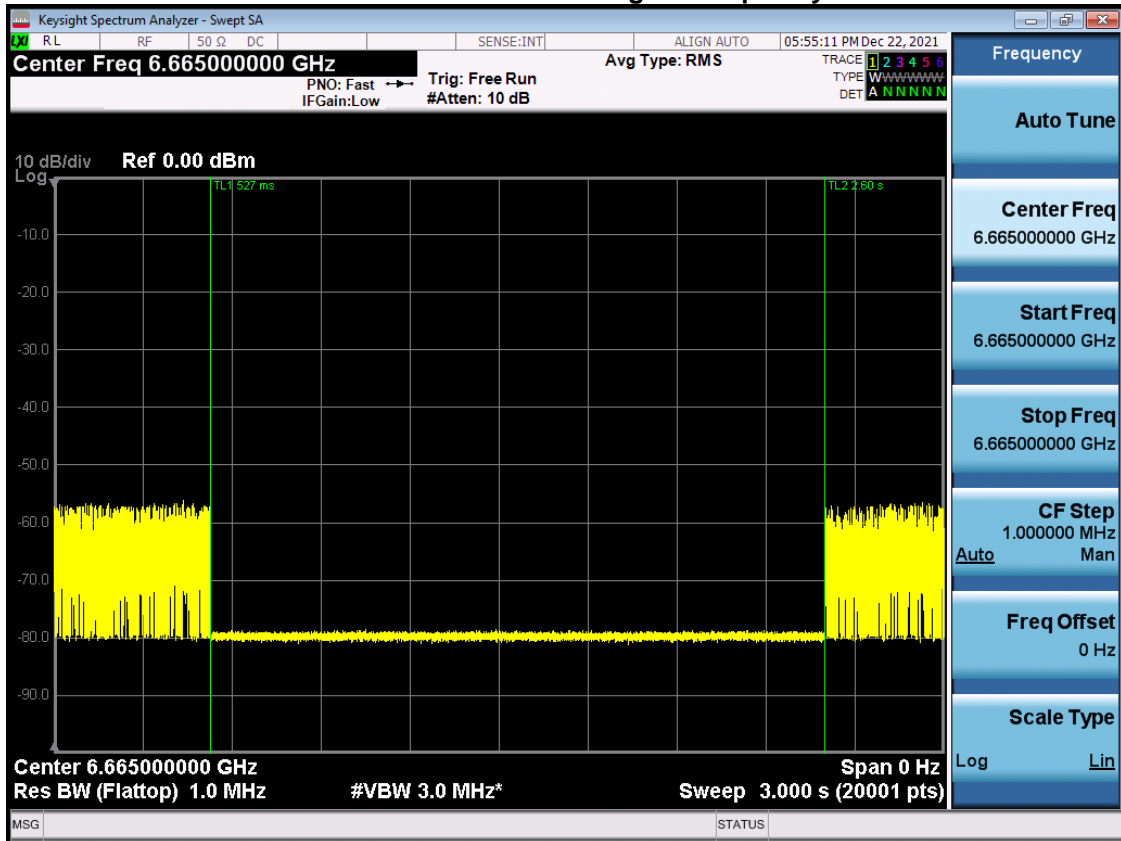 Keysight Spectrum Analyzer - Swept SA
LXI RL RF 50 Ω DC SENSE:INT ALIGN AUTO 05:55:11 PM Dec 22, 2021
Center Freq 6.665000000 GHz
PNO: Fast
IFGain:Low
Trig: Free Run
#Atten: 10 dB
Avg Type: RMS
TRACE 1 2 3 4 5 6
TYPE WWWWWW
DET A N N N N N
10 dB/div Ref 0.00 dBm
Log
TL1 527 ms
TL2 2.60 s
-10.0
-20.0
-30.0
-40.0
-50.0
-60.0
-70.0
-80.0
-90.0
Center 6.665000000 GHz
Span 0 Hz
Res BW (Flattop) 1.0 MHz
#VBW 3.0 MHz*
Sweep 3.000 s (20001 pts)
MSG
STATUS
Frequency
Auto Tune
Center Freq
6.665000000 GHz
Start Freq
6.665000000 GHz
Stop Freq
6.665000000 GHz
CF Step
1.000000 MHz
Auto Man
Freq Offset
0 Hz
Scale Type
Log Lin